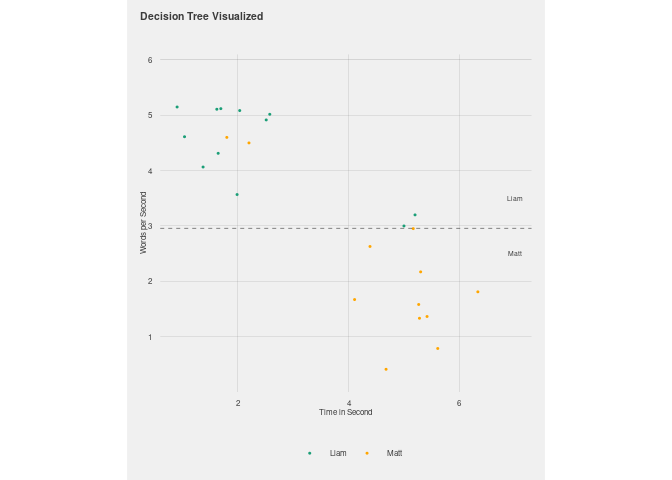 Decision Tree Visualized
6
5
4
3
2
1
Words per Second
Liam
Matt
2 4 6
Time in Second
Liam Matt